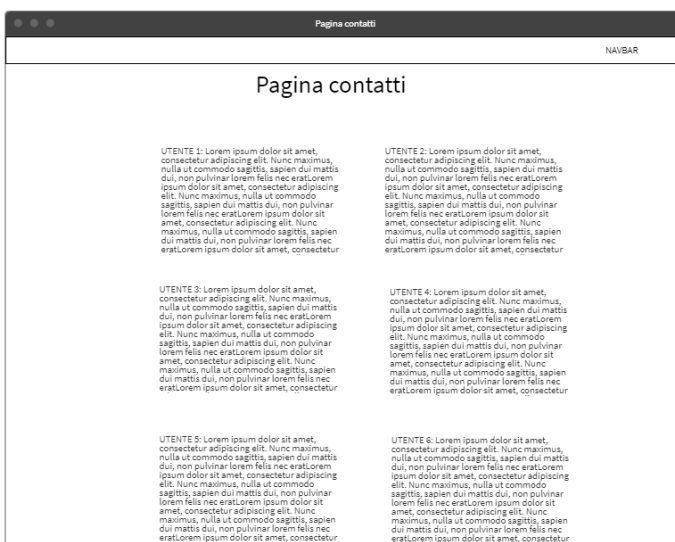 Pagina contatti
NAVBAR
Pagina contatti
UTENTE 1: Lorem ipsum dolor sit amet,
consectetur adipiscing elit. Nunc maximus,
nulla ut commodo sagittis, sapien dui mattis
dui, non pulvinar lorem felis nec eratLorem
ipsum dolor sit amet, consectetur adipiscing
elit. Nunc maximus, nulla ut commodo
sagittis, sapien dui mattis dui, non pulvinar
lorem felis nec eratLorem ipsum dolor sit
amet, consectetur adipiscing elit. Nunc
maximus, nulla ut commodo sagittis, sapien
dui mattis dui, non pulvinar lorem felis nec
eratLorem ipsum dolor sit amet, consectetur
UTENTE 2: Lorem ipsum dolor sit amet,
consectetur adipiscing elit. Nunc maximus,
nulla ut commodo sagittis, sapien dui mattis
dui, non pulvinar lorem felis nec eratLorem
ipsum dolor sit amet, consectetur adipiscing
elit. Nunc maximus, nulla ut commodo
sagittis, sapien dui mattis dui, non pulvinar
lorem felis nec eratLorem ipsum dolor sit
amet, consectetur adipiscing elit. Nunc
maximus, nulla ut commodo sagittis, sapien
dui mattis dui, non pulvinar lorem felis nec
eratLorem ipsum dolor sit amet, consectetur
UTENTE 3: Lorem ipsum dolor sit amet,
consectetur adipiscing elit. Nunc maximus,
nulla ut commodo sagittis, sapien dui mattis
dui, non pulvinar lorem felis nec eratLorem
ipsum dolor sit amet, consectetur adipiscing
elit. Nunc maximus, nulla ut commodo
sagittis, sapien dui mattis dui, non pulvinar
lorem felis nec eratLorem ipsum dolor sit
amet, consectetur adipiscing elit. Nunc
maximus, nulla ut commodo sagittis, sapien
dui mattis dui, non pulvinar lorem felis nec
eratLorem ipsum dolor sit amet, consectetur
UTENTE 4: Lorem ipsum dolor sit amet,
consectetur adipiscing elit. Nunc maximus,
nulla ut commodo sagittis, sapien dui mattis
dui, non pulvinar lorem felis nec eratLorem
ipsum dolor sit amet, consectetur adipiscing
elit. Nunc maximus, nulla ut commodo
sagittis, sapien dui mattis dui, non pulvinar
lorem felis nec eratLorem ipsum dolor sit
amet, consectetur adipiscing elit. Nunc
maximus, nulla ut commodo sagittis, sapien
dui mattis dui, non pulvinar lorem felis nec
eratLorem ipsum dolor sit amet, consectetur
UTENTE 5: Lorem ipsum dolor sit amet,
consectetur adipiscing elit. Nunc maximus,
nulla ut commodo sagittis, sapien dui mattis
dui, non pulvinar lorem felis nec eratLorem
ipsum dolor sit amet, consectetur adipiscing
elit. Nunc maximus, nulla ut commodo
sagittis, sapien dui mattis dui, non pulvinar
lorem felis nec eratLorem ipsum dolor sit
amet, consectetur adipiscing elit. Nunc
maximus, nulla ut commodo sagittis, sapien
dui mattis dui, non pulvinar lorem felis nec
eratLorem ipsum dolor sit amet, consectetur
UTENTE 6: Lorem ipsum dolor sit amet,
consectetur adipiscing elit. Nunc maximus,
nulla ut commodo sagittis, sapien dui mattis
dui, non pulvinar lorem felis nec eratLorem
ipsum dolor sit amet, consectetur adipiscing
elit. Nunc maximus, nulla ut commodo
sagittis, sapien dui mattis dui, non pulvinar
lorem felis nec eratLorem ipsum dolor sit
amet, consectetur adipiscing elit. Nunc
maximus, nulla ut commodo sagittis, sapien
dui mattis dui, non pulvinar lorem felis nec
eratLorem ipsum dolor sit amet, consectetur